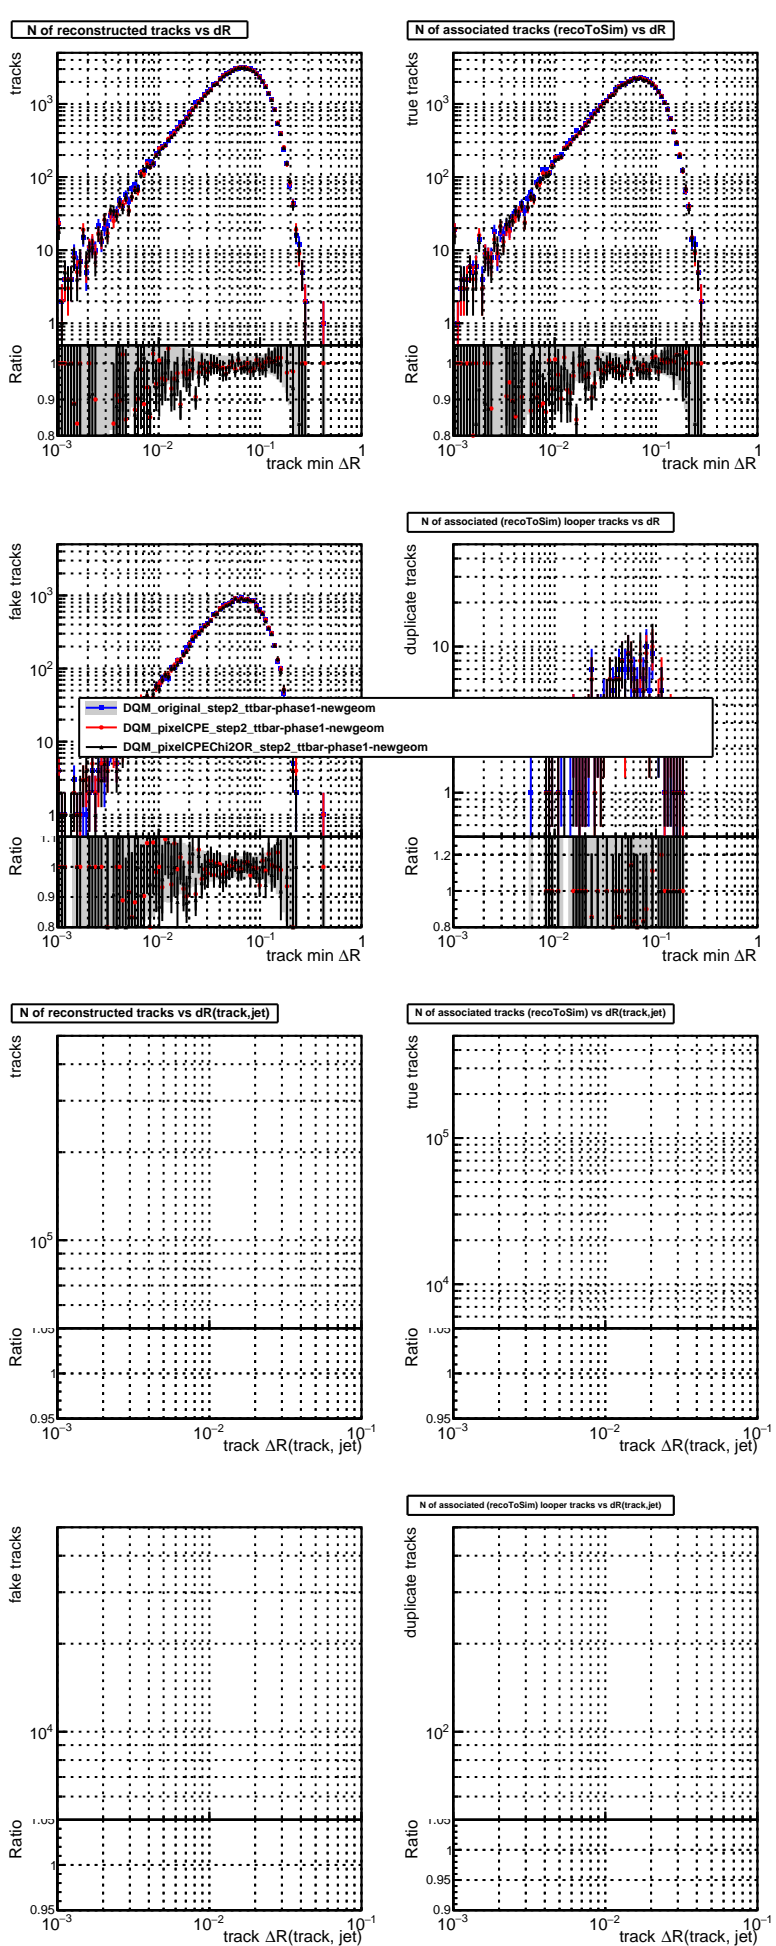 N of reconstructed tracks vs dR
tracks
10³
10²
10
1
Ratio
1
0.9
0.8
10⁻³ 10⁻² 10⁻¹ 1
track min ΔR
N of associated tracks (recoToSim) vs dR
true tracks
10³
10²
10
1
Ratio
1
0.9
0.8
10⁻³ 10⁻² 10⁻¹ 1
track min ΔR
fake tracks
10³
10²
10
1
Ratio
1.1
1
0.9
0.8
10⁻³ 10⁻² 10⁻¹ 1
track min ΔR
N of associated (recoToSim) looper tracks vs dR
duplicate tracks
10
1
Ratio
1.2
1
0.8
10⁻³ 10⁻² 10⁻¹ 1
track min ΔR
DQM_original_step2_ttbar-phase1-newgeom
DQM_pixelCPE_step2_ttbar-phase1-newgeom
DQM_pixelCPEChi2OR_step2_ttbar-phase1-newgeom
N of reconstructed tracks vs dR(track,jet)
tracks
10⁵
Ratio
1.05
1
0.95
10⁻³ 10⁻² 10⁻¹
track ΔR(track, jet)
N of associated tracks (recoToSim) vs dR(track,jet)
true tracks
10⁵
10⁴
Ratio
1.05
1
0.95
10⁻³ 10⁻² 10⁻¹
track ΔR(track, jet)
fake tracks
10⁴
Ratio
1.05
1
0.95
10⁻³ 10⁻² 10⁻¹
track ΔR(track, jet)
N of associated (recoToSim) looper tracks vs dR(track,jet)
duplicate tracks
10²
Ratio
1.05
1
0.95
0.9
10⁻³ 10⁻² 10⁻¹
track ΔR(track, jet)